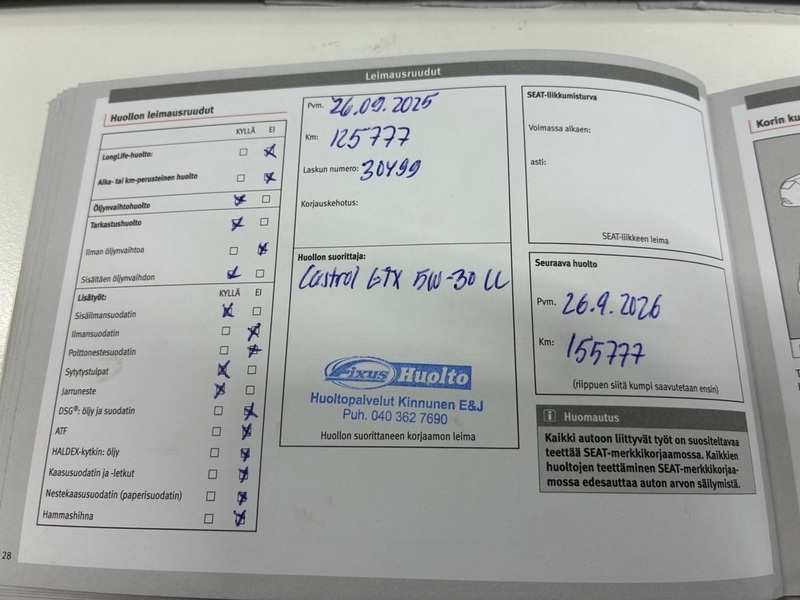 Leimausruudut
Huollon leimausruudut
KYLLÄ EI
LongLife-huolto: ☐ ☒
Aika- tai km-perusteinen huolto ☐ ☒
Öljynvaihtohuolto ☒ ☐
Tarkastushuolto ☒ ☐
Ilman öljynvaihtoa ☐ ☒
Sisältäen öljynvaihdon ☒ ☐
Lisätyöt: KYLLÄ EI
Sisäilmansuodatin ☒ ☐
Ilmansuodatin ☐ ☒
Polttonestesuodatin ☐ ☒
Sytytystulpat ☒ ☐
Jarruneste ☒ ☐
DSG®: öljy ja suodatin ☐ ☒
ATF ☐ ☒
HALDEX-kytkin: öljy ☐ ☒
Kaasusuodatin ja -letkut ☐ ☒
Nestekaasusuodatin (paperisuodatin) ☐ ☒
Hammashihna ☐ ☒
28
Pvm. 26.09.2025
Km: 125777
Laskun numero: 30499
Korjauskehotus:
Huollon suorittaja:
Castrol GTX 5W-30 LL
Fixus Huolto
Huoltopalvelut Kinnunen E&J
Puh. 040 362 7690
Huollon suorittaneen korjaamon leima
SEAT-liikkumisturva
Voimassa alkaen:
asti:
SEAT-liikkeen leima
Seuraava huolto
Pvm. 26.9.2026
Km: 155777
(riippuen siitä kumpi saavutetaan ensin)
i Huomautus
Kaikki autoon liittyvät työt on suositeltavaa
teettää SEAT-merkkikorjaamossa. Kaikkien
huoltojen teettäminen SEAT-merkkikorjaa-
mossa edesauttaa auton arvon säilymistä.
Korin ku